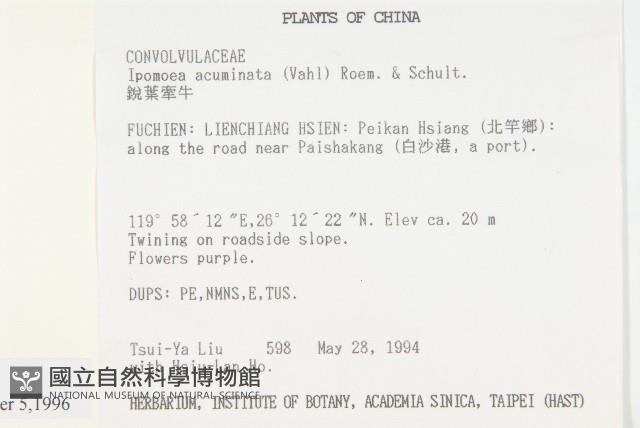 PLANTS OF CHINA
CONVOLVULACEAE
Ipomoea acuminata (Vahl) Roem. & Schult.
銳葉牽牛
FUCHIEN: LIENCHIANG HSIEN: Peikan Hsiang (北竿鄉):
along the road near Paishakang (白沙港, a port).
119° 58´12 ″E,26° 12´22 ″N. Elev ca. 20 m
Twining on roadside slope.
Flowers purple.
DUPS: PE,NMNS,E,TUS.
Tsui-Ya Liu 598 May 28, 1994
with Hsiu-Lan Ho.
國立自然科學博物館
NATIONAL MUSEUM OF NATURAL SCIENCE
er 5,1996
HERBARIUM, INSTITUTE OF BOTANY, ACADEMIA SINICA, TAIPEI (HAST)